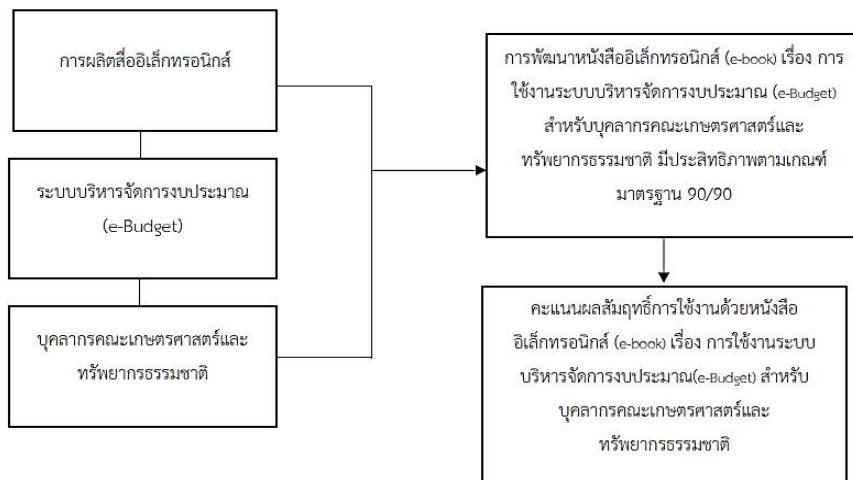 การผลิตสื่ออิเล็กทรอนิกส์
ระบบบริหารจัดการงบประมาณ
(e-Budget)
บุคลากรคณะเกษตรศาสตร์และ
ทรัพยากรธรรมชาติ
การพัฒนาหนังสืออิเล็กทรอนิกส์ (e-book) เรื่อง การ
ใช้งานระบบบริหารจัดการงบประมาณ (e-Budget)
สำหรับบุคลากรคณะเกษตรศาสตร์และ
ทรัพยากรธรรมชาติ มีประสิทธิภาพตามเกณฑ์
มาตรฐาน 90/90
คะแนนผลสัมฤทธิ์การใช้งานด้วยหนังสือ
อิเล็กทรอนิกส์ (e-book) เรื่อง การใช้งานระบบ
บริหารจัดการงบประมาณ(e-Budget) สำหรับ
บุคลากรคณะเกษตรศาสตร์และ
ทรัพยากรธรรมชาติ